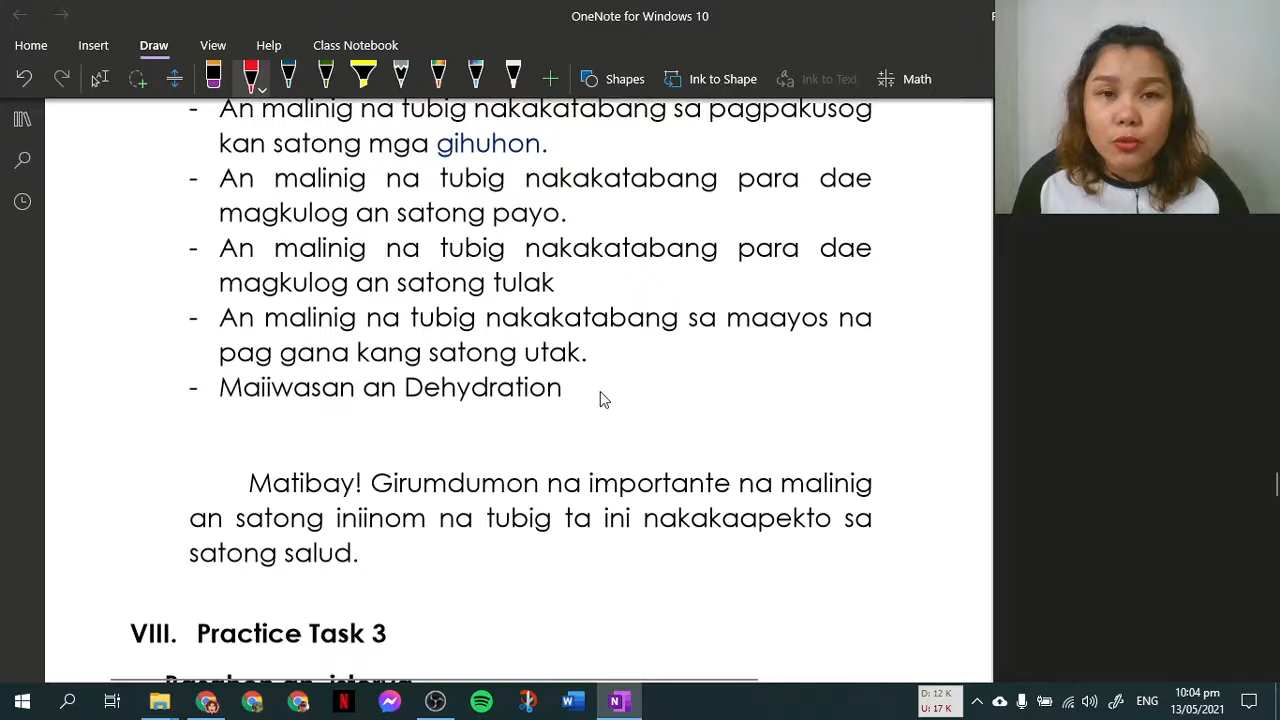 OneNote for Windows 10
Home Insert Draw View Help Class Notebook
Shapes Ink to Shape Ink to Text Math
- An malinig na tubig nakakatabang sa pagpakusog
kan satong mga gihuhon.
- An malinig na tubig nakakatabang para dae
magkulog an satong payo.
- An malinig na tubig nakakatabang para dae
magkulog an satong tulak
- An malinig na tubig nakakatabang sa maayos na
pag gana kang satong utak.
- Maiiwasan an Dehydration
Matibay! Girumdumon na importante na malinig
an satong iniinom na tubig ta ini nakakaapekto sa
satong salud.
VIII. Practice Task 3
D: 12 K
U: 17 K
ENG
10:04 pm
13/05/2021